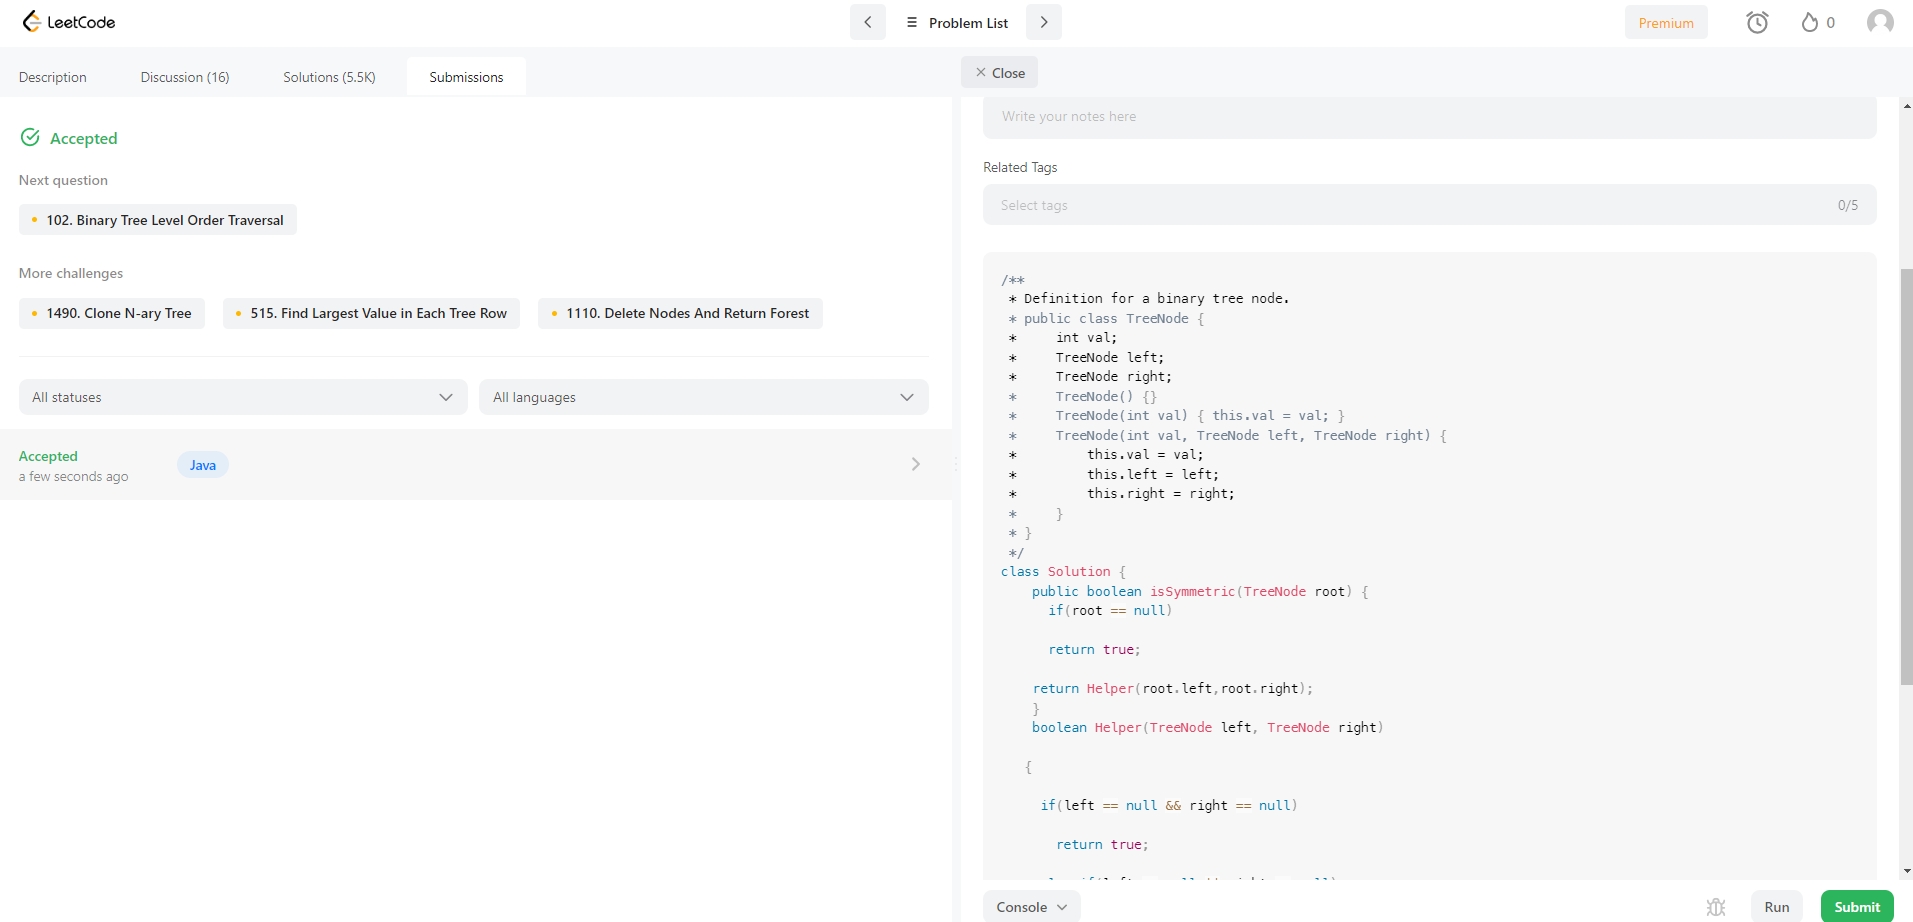 LeetCode
Problem List
Premium
0
Description
Discussion (16)
Solutions (5.5K)
Submissions
Close
Accepted
Next question
102. Binary Tree Level Order Traversal
More challenges
1490. Clone N-ary Tree
515. Find Largest Value in Each Tree Row
1110. Delete Nodes And Return Forest
All statuses
All languages
Accepted
a few seconds ago
Java
Write your notes here
Related Tags
Select tags
0/5
/**
 * Definition for a binary tree node.
 * public class TreeNode {
 *     int val;
 *     TreeNode left;
 *     TreeNode right;
 *     TreeNode() {}
 *     TreeNode(int val) { this.val = val; }
 *     TreeNode(int val, TreeNode left, TreeNode right) {
 *         this.val = val;
 *         this.left = left;
 *         this.right = right;
 *     }
 * }
 */
class Solution {
    public boolean isSymmetric(TreeNode root) {
      if(root == null)
      return true;
    return Helper(root.left,root.right);
    }
    boolean Helper(TreeNode left, TreeNode right)
   {
     if(left == null && right == null)
       return true;
Console
Run
Submit